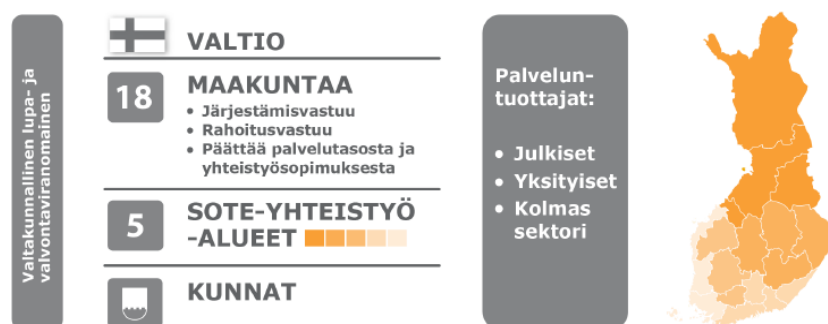 Valtakunnallinen lupa- ja
valvontaviranomainen
VALTIO
18
MAAKUNTAA
• Järjestämisvastuu
• Rahoitusvastuu
• Päättää palvelutasosta ja
yhteistyösopimuksesta
5
SOTE-YHTEISTYÖ
-ALUEET
KUNNAT
Palvelun-
tuottajat:
• Julkiset
• Yksityiset
• Kolmas
sektori